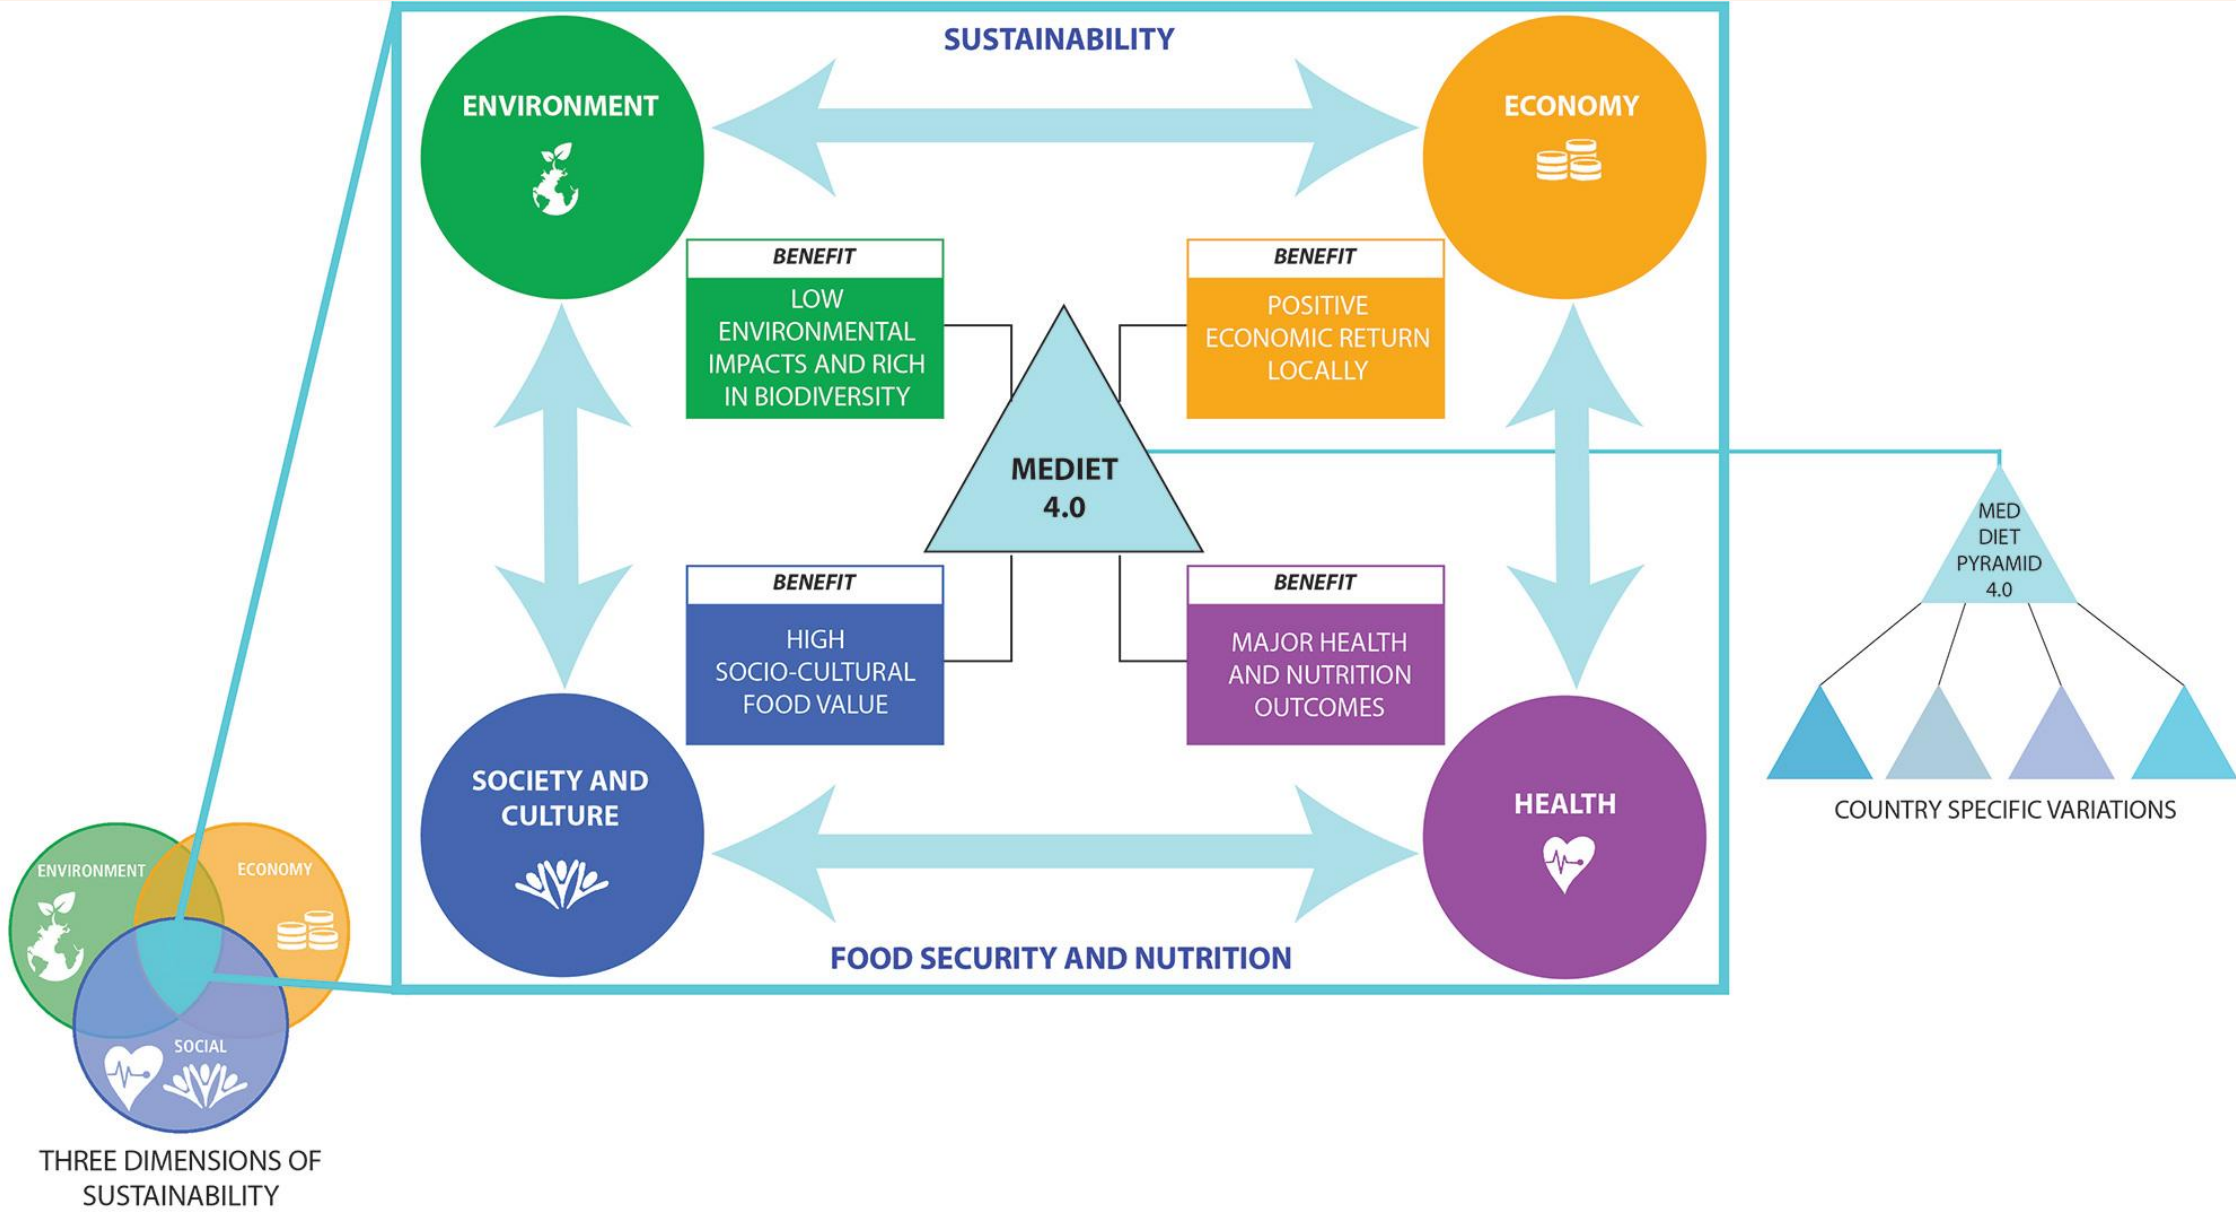 SUSTAINABILITY
ENVIRONMENT
ECONOMY
BENEFIT
LOW
ENVIRONMENTAL
IMPACTS AND RICH
IN BIODIVERSITY
BENEFIT
POSITIVE
ECONOMIC RETURN
LOCALLY
MEDIET
4.0
BENEFIT
HIGH
SOCIO-CULTURAL
FOOD VALUE
BENEFIT
MAJOR HEALTH
AND NUTRITION
OUTCOMES
SOCIETY AND
CULTURE
HEALTH
FOOD SECURITY AND NUTRITION
MED
DIET
PYRAMID
4.0
COUNTRY SPECIFIC VARIATIONS
ENVIRONMENT
ECONOMY
SOCIAL
THREE DIMENSIONS OF
SUSTAINABILITY